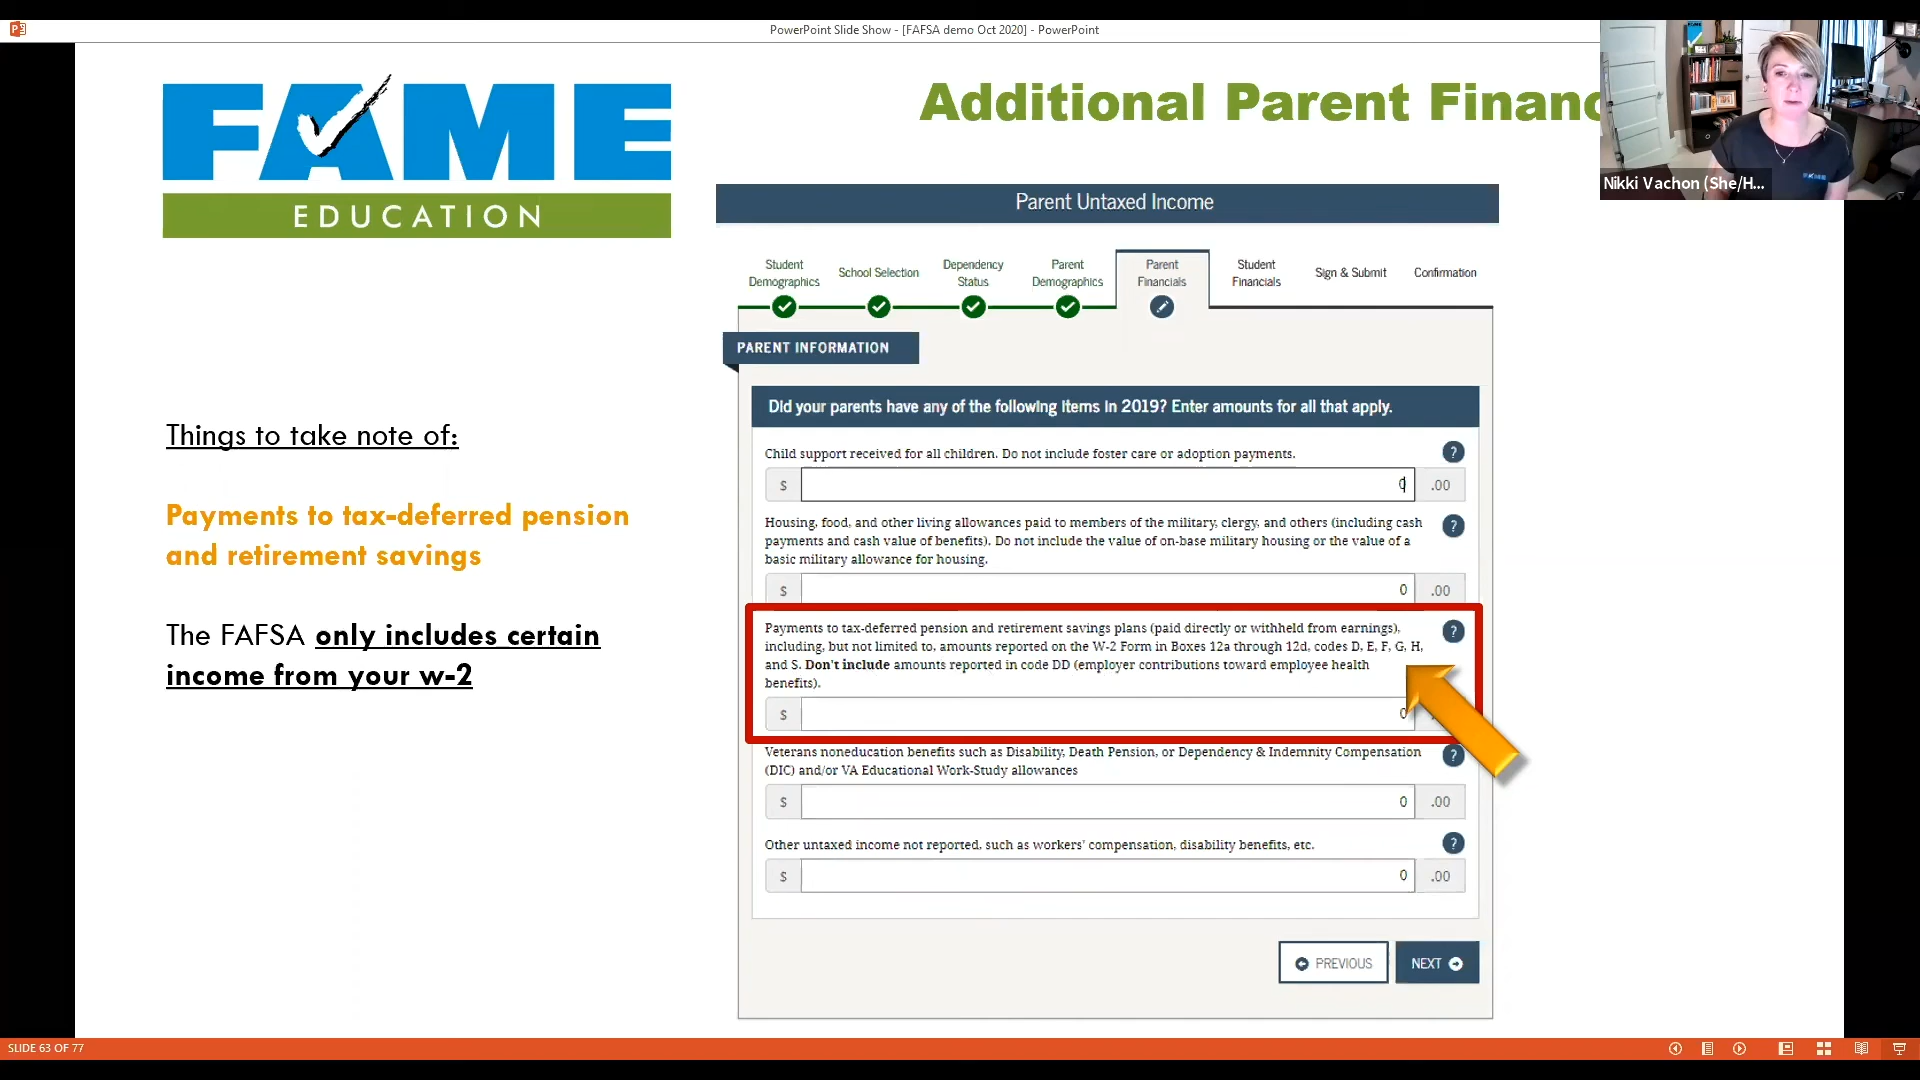 PowerPoint Slide Show - [FAFSA demo Oct 2020] - PowerPoint
FAME
EDUCATION
Additional Parent Financ
Nikki Vachon (She/H...
Parent Untaxed Income
Student Demographics
School Selection
Dependency Status
Parent Demographics
Parent Financials
Student Financials
Sign & Submit
Confirmation
PARENT INFORMATION
Did your parents have any of the following items in 2019? Enter amounts for all that apply.
Child support received for all children. Do not include foster care or adoption payments.
$ 0 .00
Housing, food, and other living allowances paid to members of the military, clergy, and others (including cash
payments and cash value of benefits). Do not include the value of on-base military housing or the value of a
basic military allowance for housing.
$ 0 .00
Payments to tax-deferred pension and retirement savings plans (paid directly or withheld from earnings),
including, but not limited to, amounts reported on the W-2 Form in Boxes 12a through 12d, codes D, E, F, G, H,
and S. Don't include amounts reported in code DD (employer contributions toward employee health
benefits).
$ 0
Veterans noneducation benefits such as Disability, Death Pension, or Dependency & Indemnity Compensation
(DIC) and/or VA Educational Work-Study allowances
$ 0 .00
Other untaxed income not reported, such as workers' compensation, disability benefits, etc.
$ 0 .00
PREVIOUS
NEXT
Things to take note of:
Payments to tax-deferred pension
and retirement savings
The FAFSA only includes certain
income from your w-2
SLIDE 63 OF 77